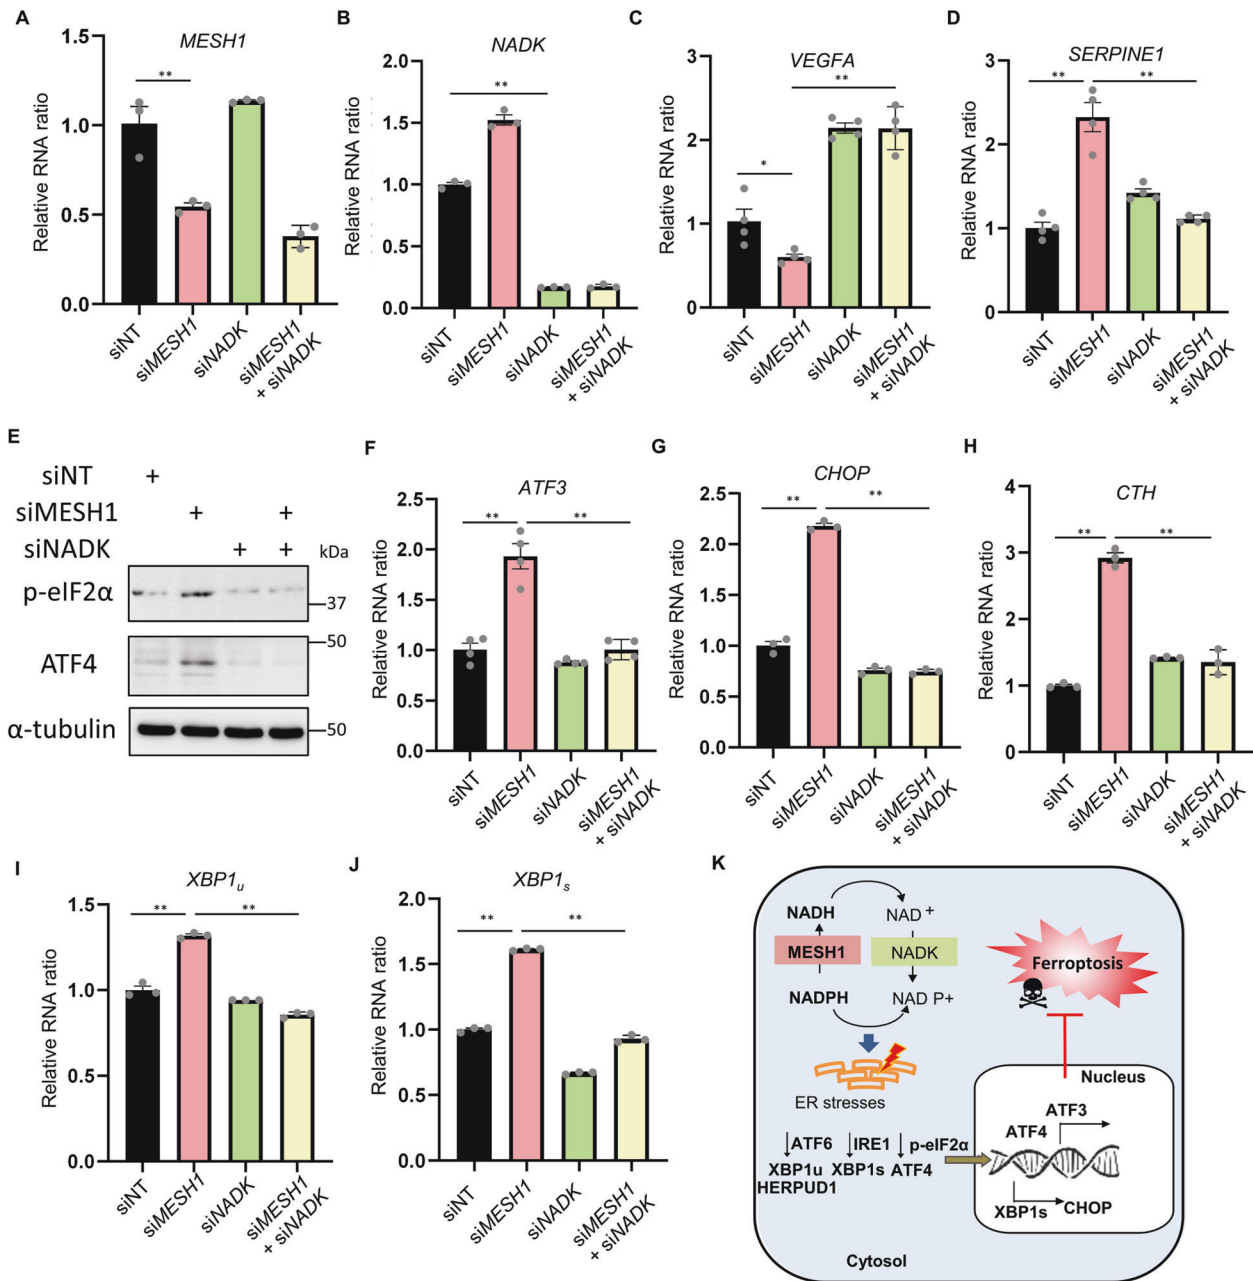 A
MESH1
Relative RNA ratio
1.5
1.0
0.5
0.0
**
siNT
siMESH1
siNADK
siMESH1
+ siNADK
B
NADK
Relative RNA ratio
2.0
1.5
1.0
0.5
0.0
**
siNT
siMESH1
siNADK
siMESH1
+ siNADK
C
VEGFA
Relative RNA ratio
3
2
1
0
*
**
siNT
siMESH1
siNADK
siMESH1
+ siNADK
D
SERPINE1
Relative RNA ratio
3
2
1
0
**
**
siNT
siMESH1
siNADK
siMESH1
+ siNADK
E
siNT +
siMESH1 + +
siNADK + + kDa
p-eIF2α
37
50
ATF4
α-tubulin
50
F
ATF3
Relative RNA ratio
2.5
2.0
1.5
1.0
0.5
0.0
**
**
siNT
siMESH1
siNADK
siMESH1
+ siNADK
G
CHOP
Relative RNA ratio
2.5
2.0
1.5
1.0
0.5
0.0
**
**
siNT
siMESH1
siNADK
siMESH1
+ siNADK
H
CTH
Relative RNA ratio
4
3
2
1
0
**
**
siNT
siMESH1
siNADK
siMESH1
+ siNADK
I
XBP1u
Relative RNA ratio
1.5
1.0
0.5
0.0
**
**
siNT
siMESH1
siNADK
siMESH1
+ siNADK
J
XBP1s
Relative RNA ratio
2.0
1.5
1.0
0.5
0.0
**
**
siNT
siMESH1
siNADK
siMESH1
+ siNADK
K
NADH NAD+
MESH1 NADK
NADPH NAD P+
Ferroptosis
ER stresses
ATF6 IRE1 p-eIF2α
XBP1u XBP1s ATF4
HERPUD1
Nucleus
ATF3
ATF4
XBP1s CHOP
Cytosol